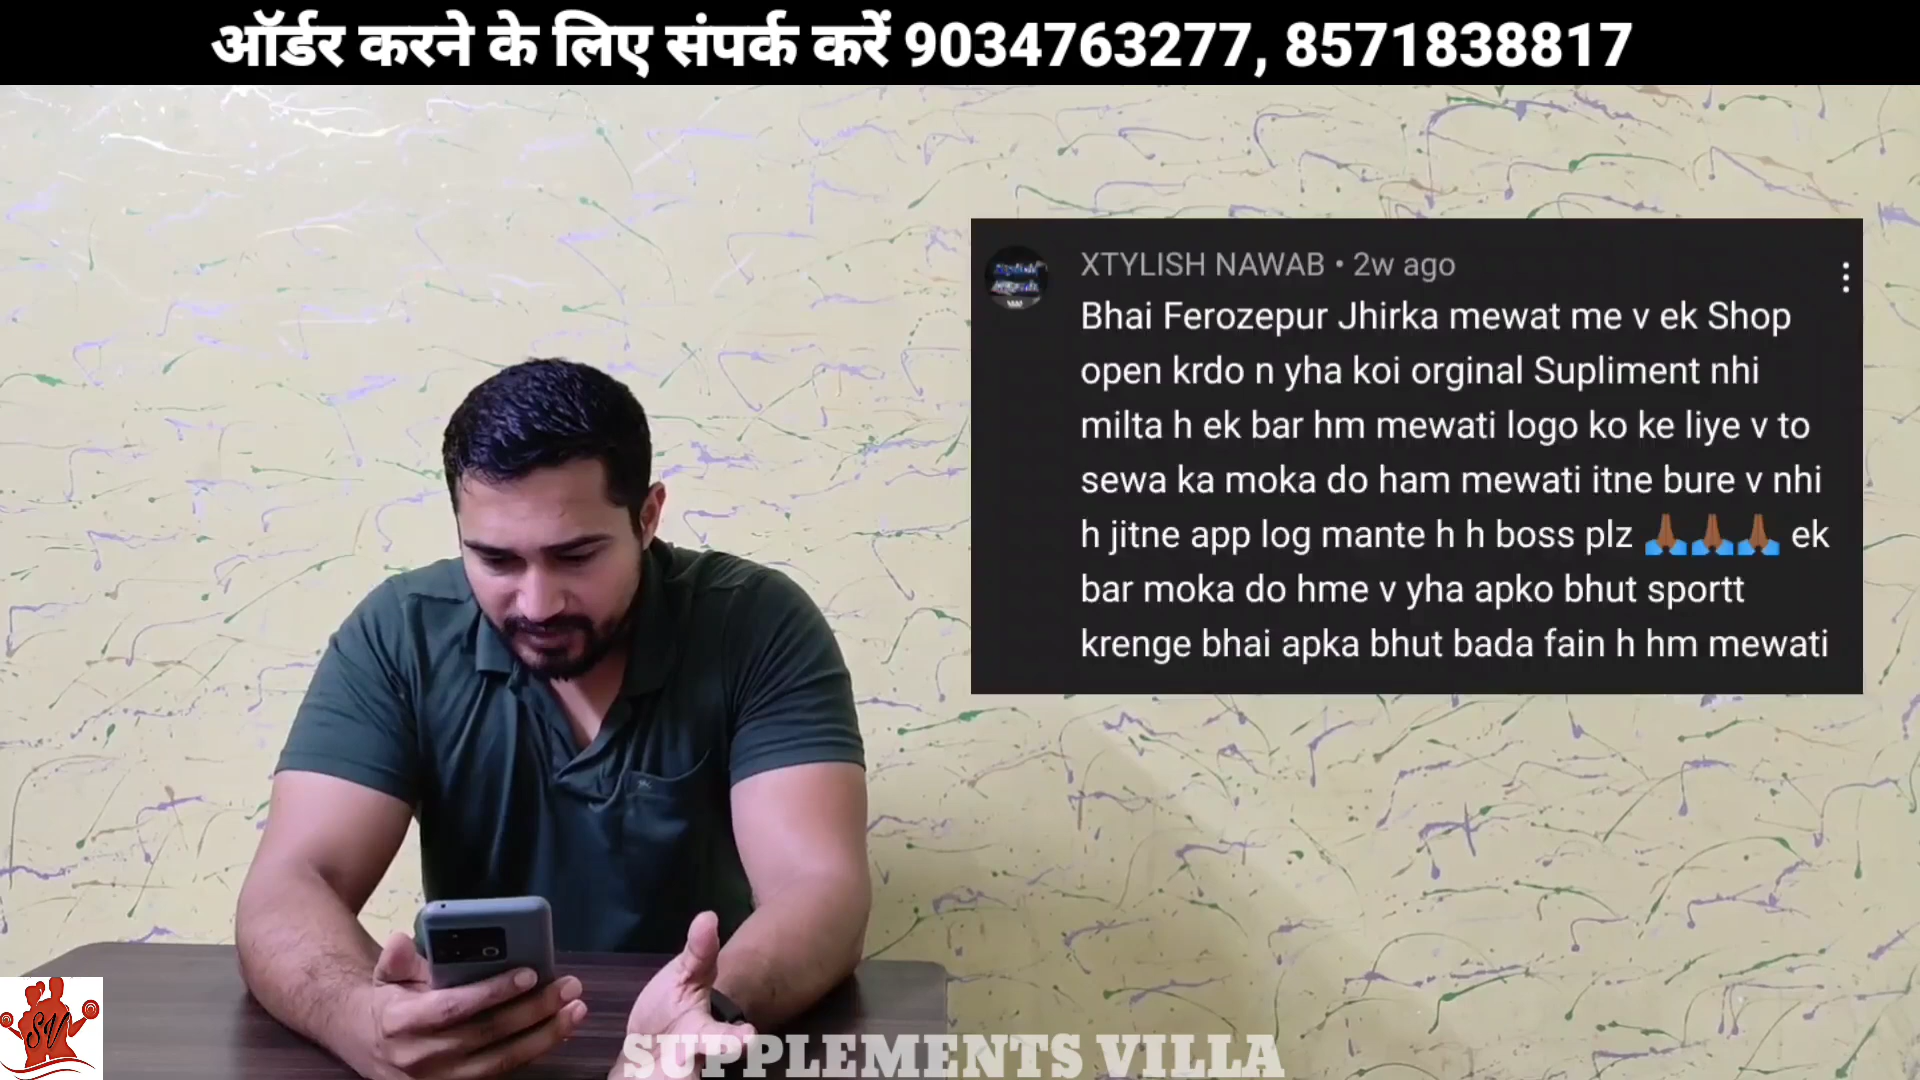 ऑर्डर करने के लिए संपर्क करें 9034763277, 8571838817
XTYLISH NAWAB • 2w ago
Bhai Ferozepur Jhirka mewat me v ek Shop
open krdo n yha koi orginal Supliment nhi
milta h ek bar hm mewati logo ko ke liye v to
sewa ka moka do ham mewati itne bure v nhi
h jitne app log mante h h boss plz 🙏🏾🙏🏾🙏🏾 ek
bar moka do hme v yha apko bhut sportt
krenge bhai apka bhut bada fain h hm mewati
SV
SUPPLEMENTS VILLA